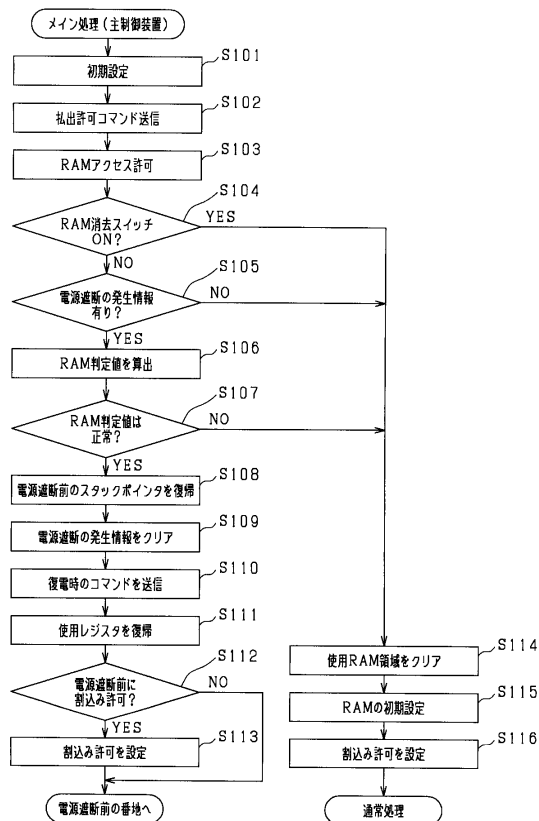 メイン処理(主制御装置)
S101
初期設定
S102
払出許可コマンド送信
S103
RAMアクセス許可
S104
RAM消去スイッチ
ON?
YES
NO
S105
電源遮断の発生情報
有り?
NO
YES
S106
RAM判定値を算出
S107
RAM判定値は
正常?
NO
YES
S108
電源遮断前のスタックポインタを復帰
S109
電源遮断の発生情報をクリア
S110
復電時のコマンドを送信
S111
使用レジスタを復帰
S112
電源遮断前に
割込み許可?
NO
YES
S113
割込み許可を設定
電源遮断前の番地へ
S114
使用RAM領域をクリア
S115
RAMの初期設定
S116
割込み許可を設定
通常処理